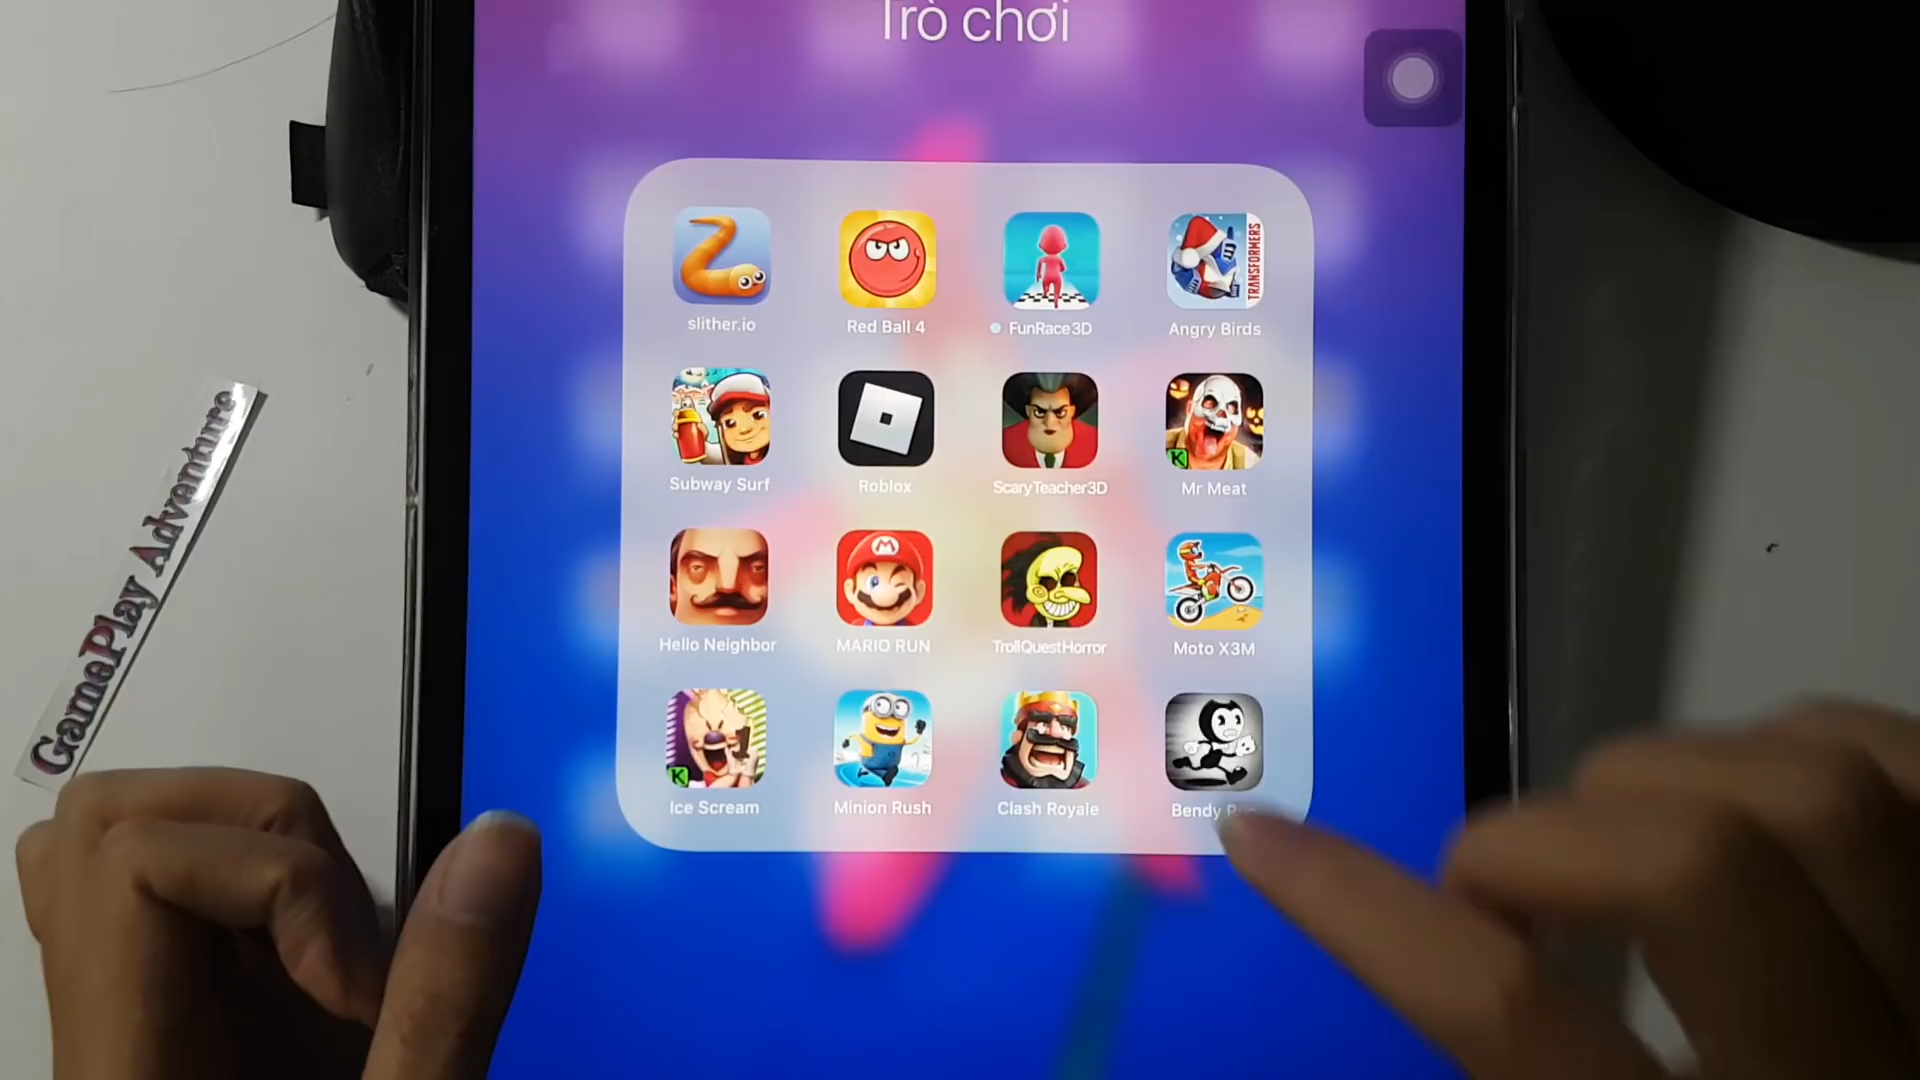 Trò chơi
slither.io
Red Ball 4
FunRace3D
TRANSFORMERS
Angry Birds
Subway Surf
Roblox
ScaryTeacher3D
K
Mr Meat
Hello Neighbor
M
MARIO RUN
TrollQuestHorror
Moto X3M
K
Ice Scream
Minion Rush
Clash Royale
Bendy
GamePlay Adventure